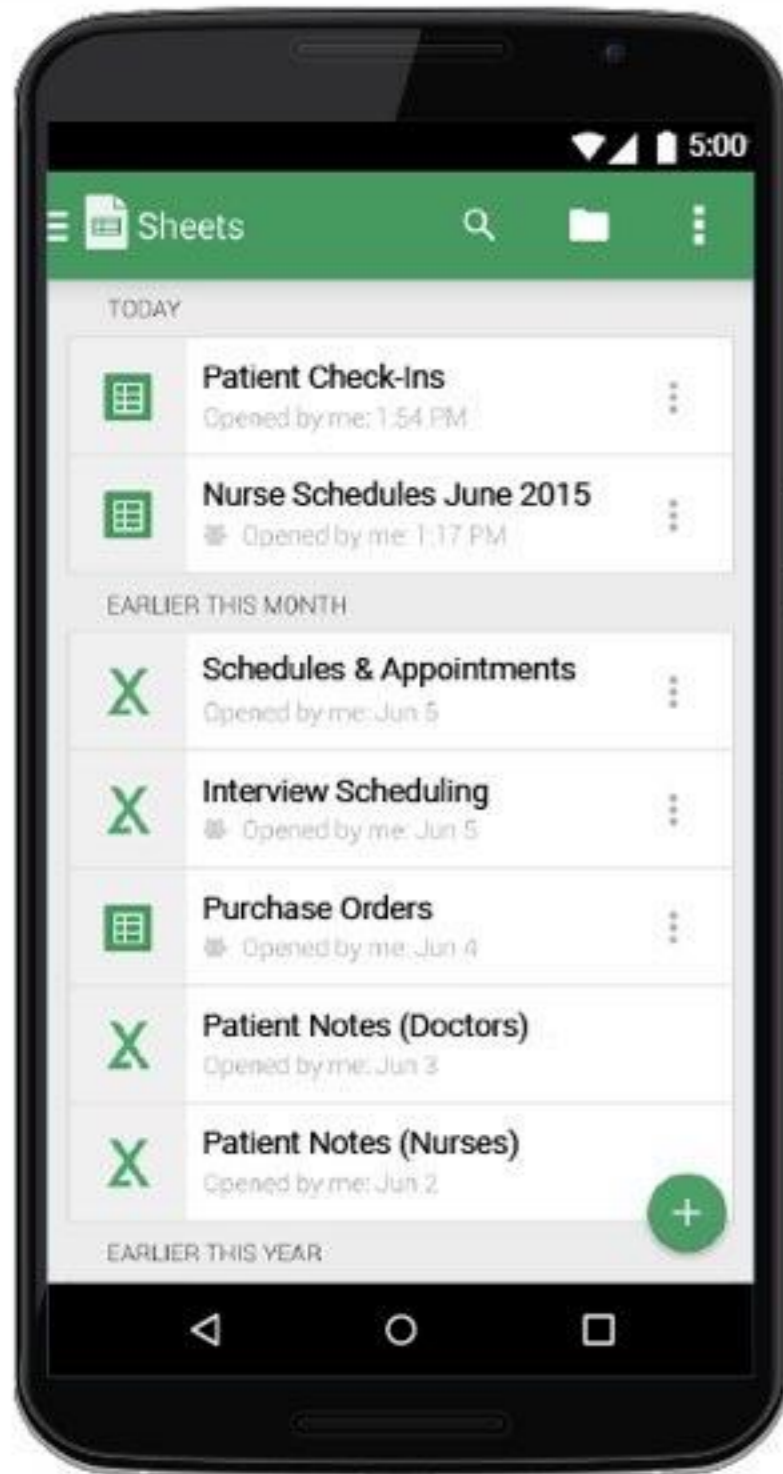 5:00
Sheets
TODAY
Patient Check-Ins
Opened by me: 1:54 PM
Nurse Schedules June 2015
Opened by me: 1:17 PM
EARLIER THIS MONTH
Schedules & Appointments
Opened by me: Jun 5
Interview Scheduling
Opened by me: Jun 5
Purchase Orders
Opened by me: Jun 4
Patient Notes (Doctors)
Opened by me: Jun 3
Patient Notes (Nurses)
Opened by me: Jun 2
EARLIER THIS YEAR